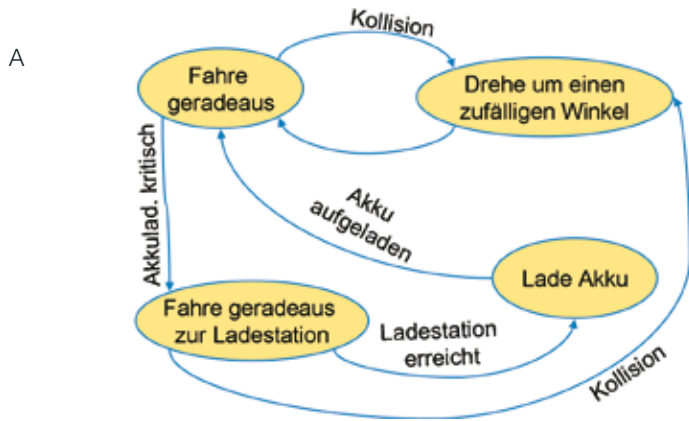 A
Kollision
Fahre
geradeaus
Drehe um einen
zufälligen Winkel
Akkulad. kritisch
Akku
aufgeladen
Lade Akku
Fahre geradeaus
zur Ladestation
Ladestation
erreicht
Kollision